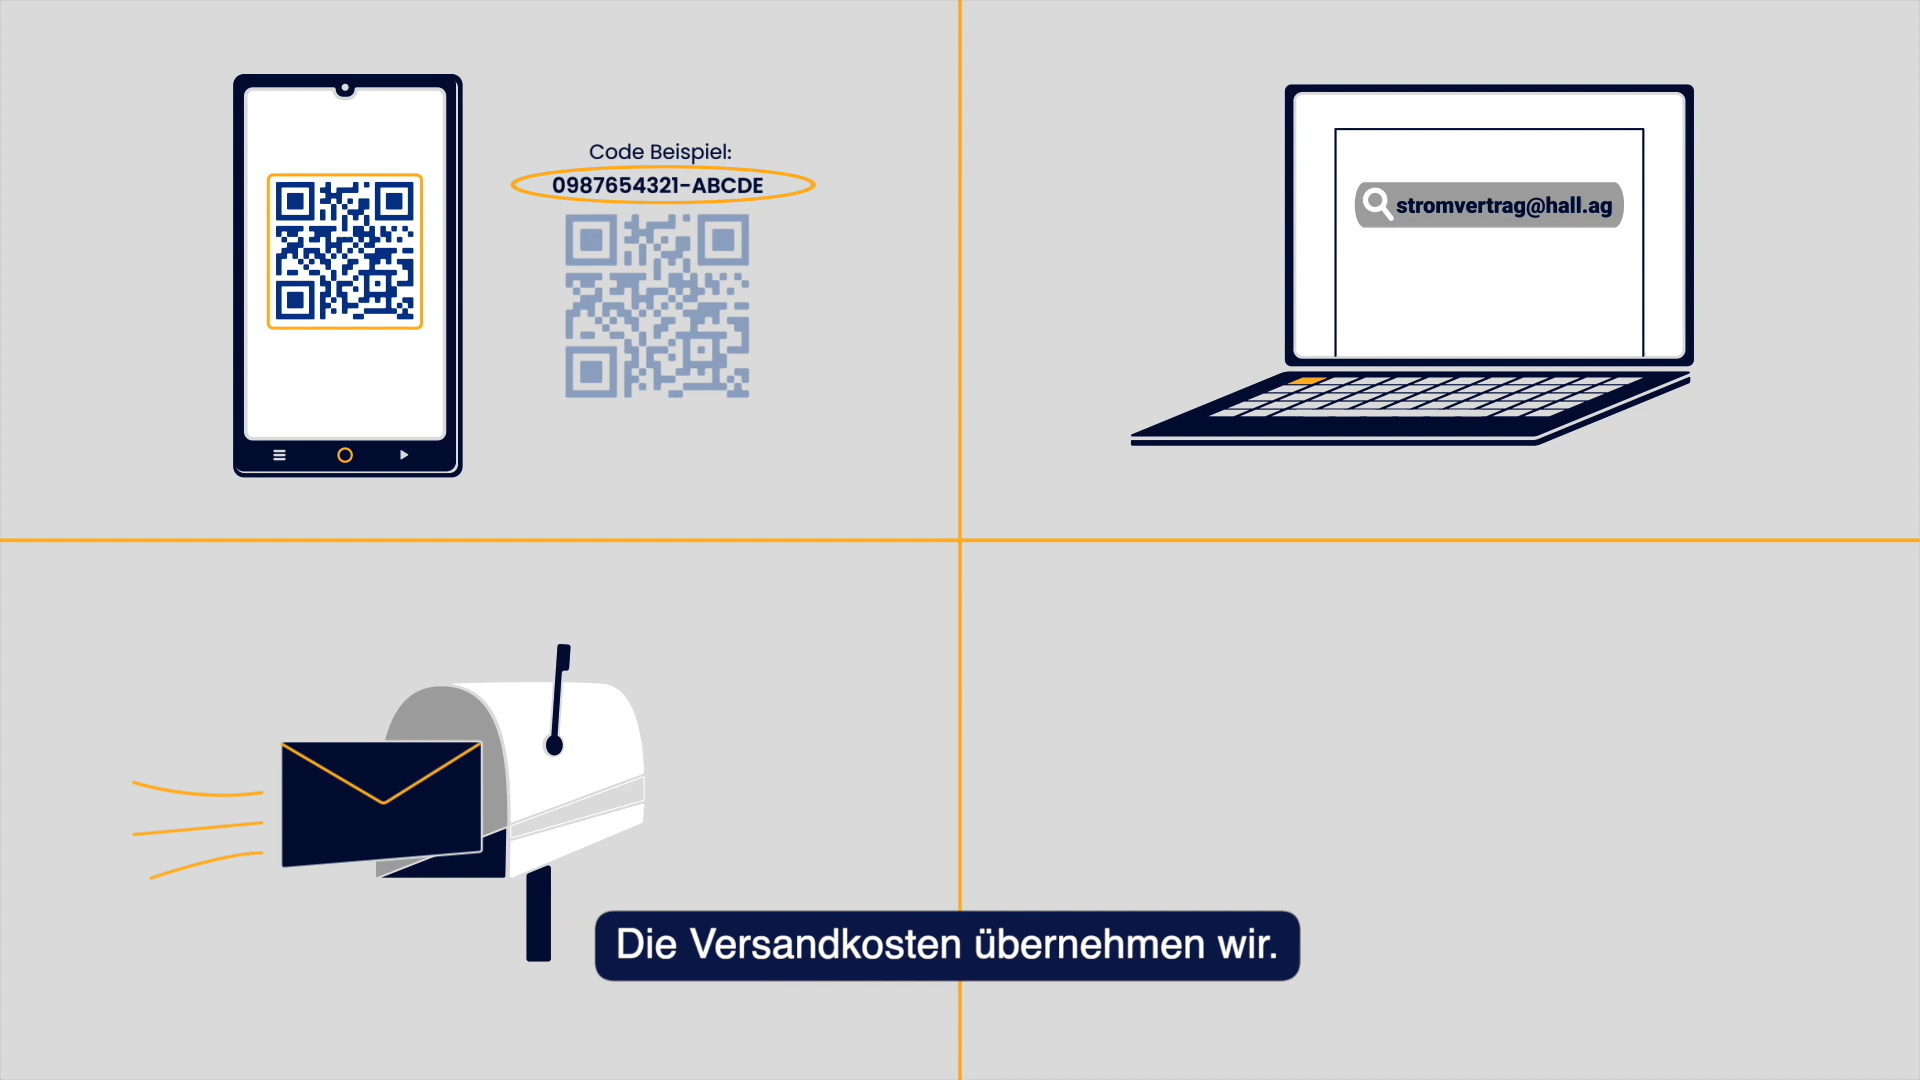 Code Beispiel:
0987654321-ABCDE
stromvertrag@hall.ag
Die Versandkosten übernehmen wir.